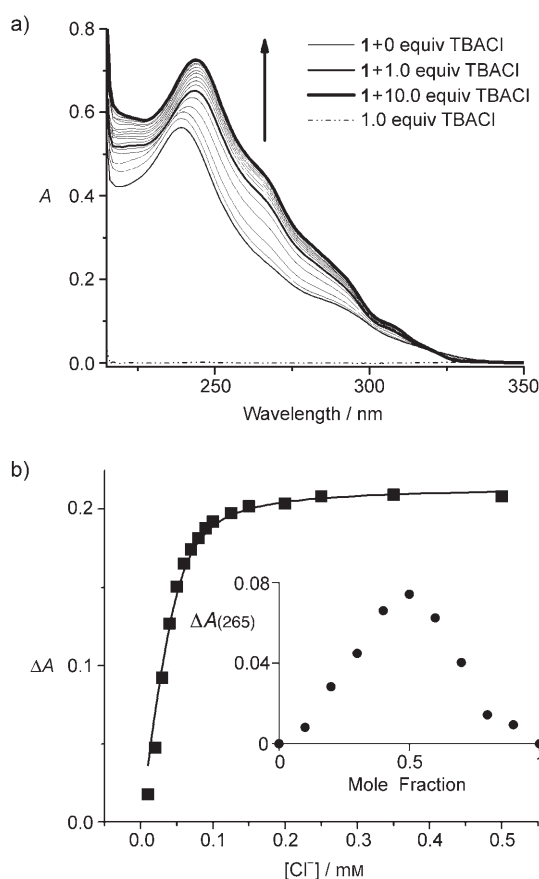 a)
0.8
0.6
0.4
0.2
0.0
A
1+0 equiv TBACl
1+1.0 equiv TBACl
1+10.0 equiv TBACl
1.0 equiv TBACl
250 300 350
Wavelength / nm
b)
0.2
0.1
0.0
ΔA
0.08
0.04
0
ΔA(265)
0 0.5 1
Mole Fraction
0.0 0.1 0.2 0.3 0.4 0.5
[Cl⁻] / mM